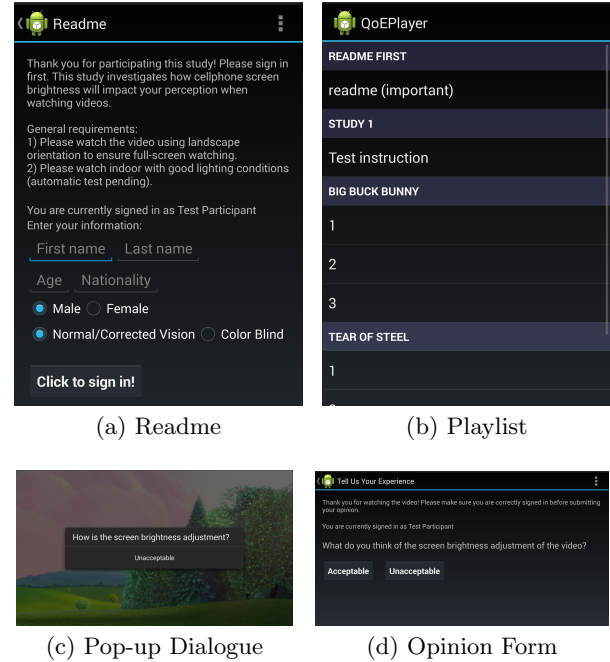 Readme
Thank you for participating this study! Please sign in
first. This study investigates how cellphone screen
brightness will impact your perception when
watching videos.
General requirements:
1) Please watch the video using landscape
orientation to ensure full-screen watching.
2) Please watch indoor with good lighting conditions
(automatic test pending).
You are currently signed in as Test Participant
Enter your information:
First name Last name
Age Nationality
Male Female
Normal/Corrected Vision Color Blind
Click to sign in!
(a) Readme
QoEPlayer
README FIRST
readme (important)
STUDY 1
Test instruction
BIG BUCK BUNNY
1
2
3
TEAR OF STEEL
1
(b) Playlist
How is the screen brightness adjustment?
Unacceptable
(c) Pop-up Dialogue
Tell Us Your Experience
Thank you for watching the video! Please make sure you are correctly signed in before submitting
your opinion.
You are currently signed in as Test Participant
What do you think of the screen brightness adjustment of the video?
Acceptable Unacceptable
(d) Opinion Form